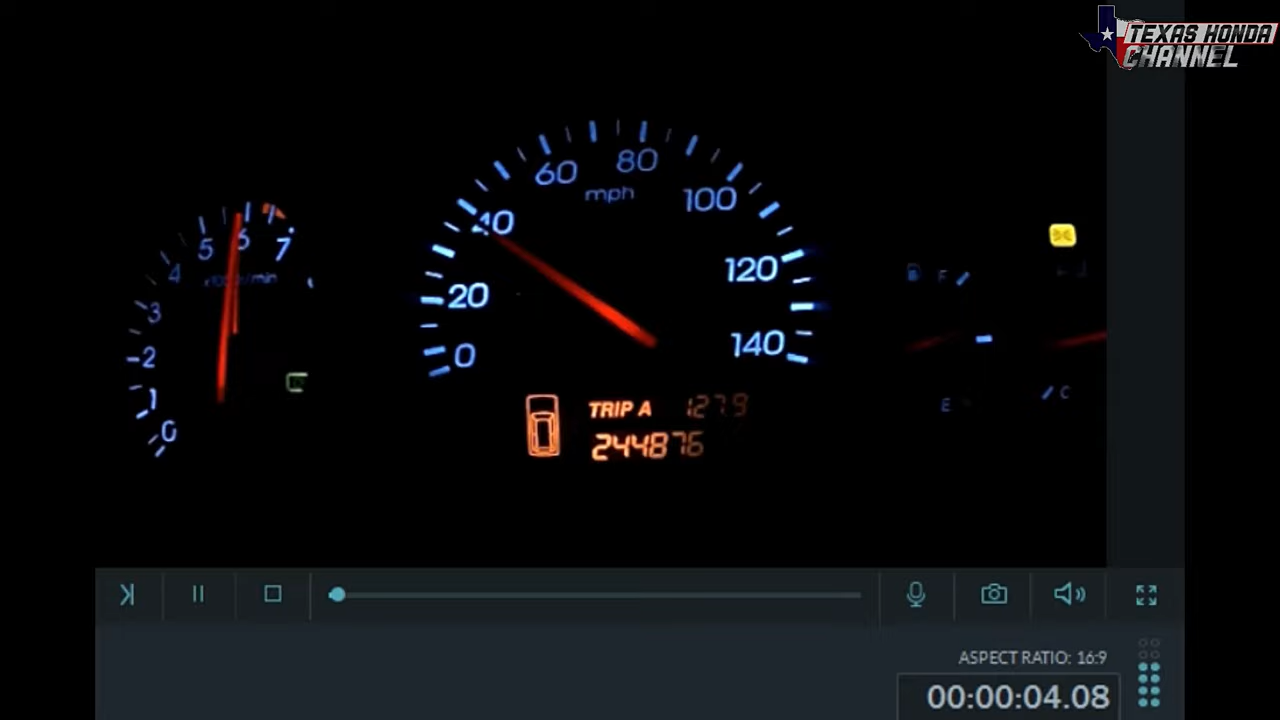 TEXAS HONDA
CHANNEL
60
80
mph
40
100
5
6
7
4
120
20
3
F
2
140
0
1
TRIP A 127.9
244876
E
C
0
ASPECT RATIO: 16:9
00:00:04.08